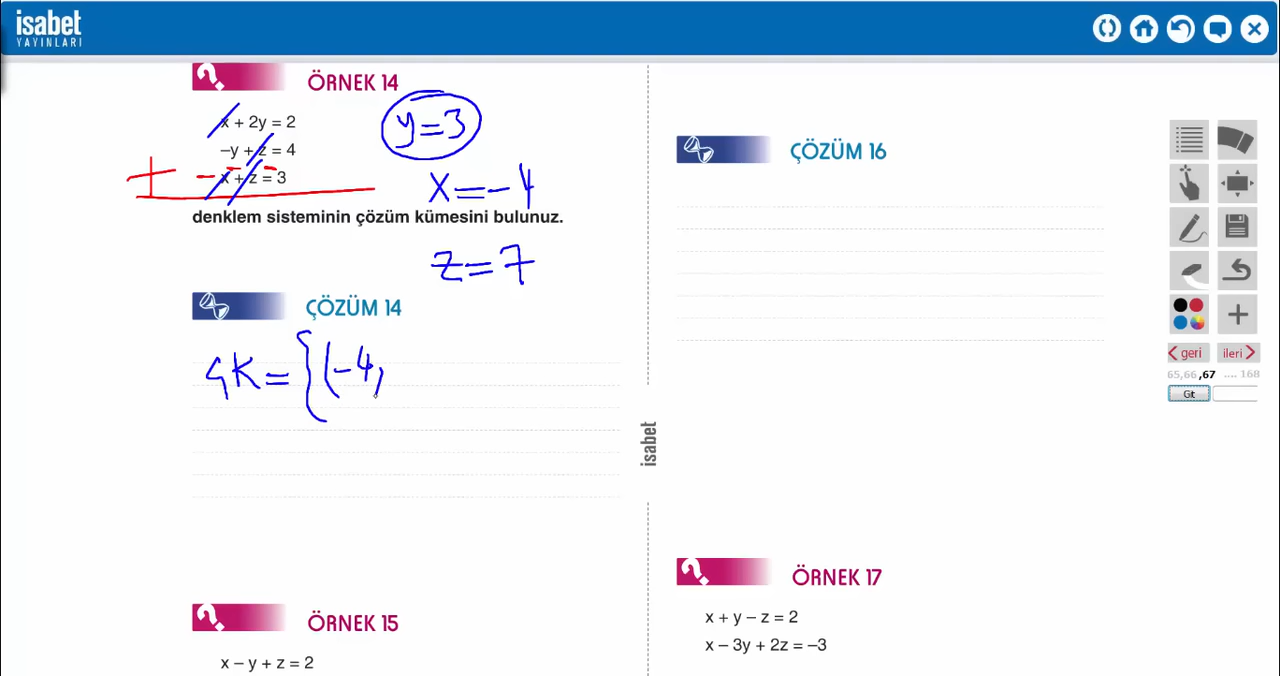 isabet
YAYINLARI
ÖRNEK 14
x + 2y = 2
–y + z = 4
x + z = 3
y=3
x=-4
denklem sisteminin çözüm kümesini bulunuz.
z=7
ÇÖZÜM 14
ÇK={(-4,
ÖRNEK 15
x – y + z = 2
isabet
ÇÖZÜM 16
ÖRNEK 17
x + y – z = 2
x – 3y + 2z = –3
geri
ileri
65,66,67 .... 168
Git